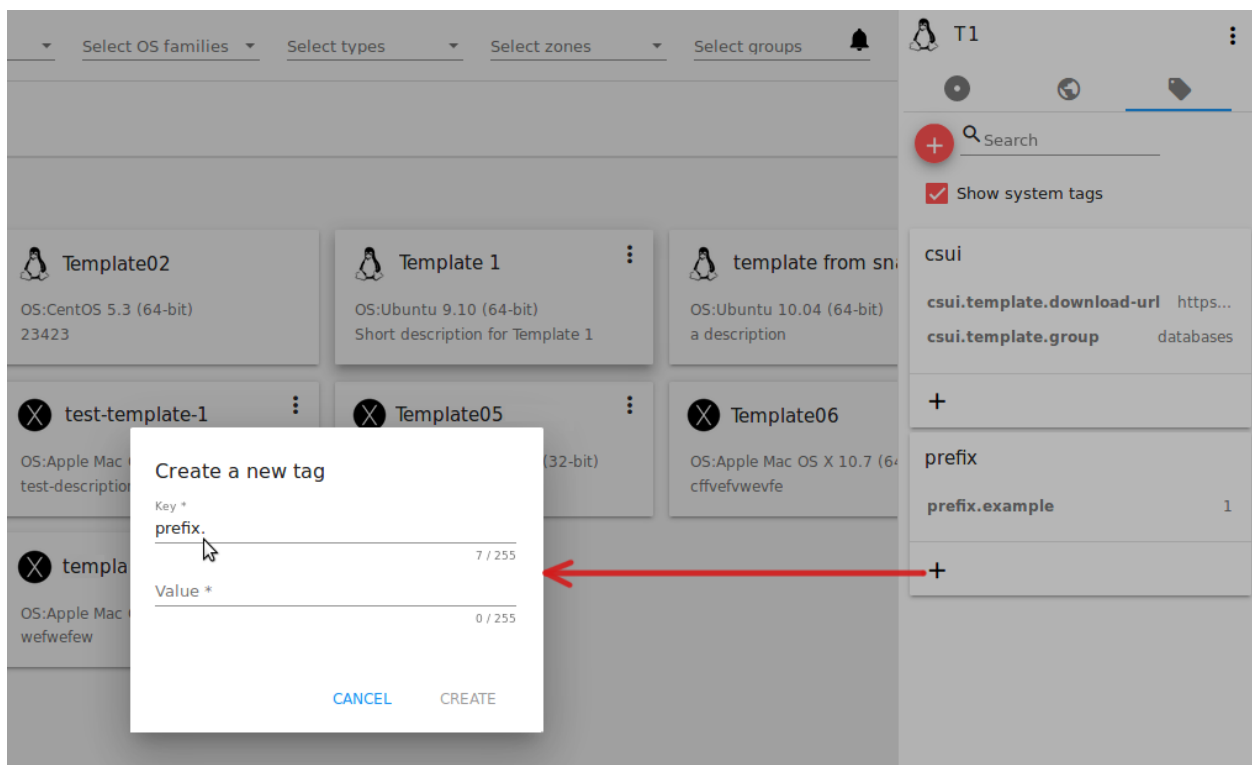 Select OS families
Select types
Select zones
Select groups
T1
Search
Show system tags
csui
csui.template.download-url https...
csui.template.group databases
+
prefix
prefix.example 1
+
Template02
OS:CentOS 5.3 (64-bit)
23423
Template 1
OS:Ubuntu 9.10 (64-bit)
Short description for Template 1
template from sn
OS:Ubuntu 10.04 (64-bit)
a description
test-template-1
OS:Apple Mac
test-description
Template05
(32-bit)
Template06
OS:Apple Mac OS X 10.7 (64
cffvefvwevfe
templa
OS:Apple Mac
wefwefew
Create a new tag
Key *
prefix.
7 / 255
Value *
0 / 255
CANCEL
CREATE